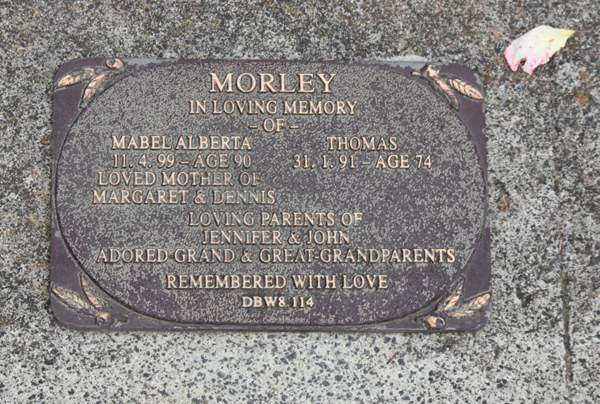 MORLEY
IN LOVING MEMORY
- OF -
MABEL ALBERTA THOMAS
11. 4. 99 - AGE 90 31. 1. 91 - AGE 74
LOVED MOTHER OF
MARGARET & DENNIS
LOVING PARENTS OF
JENNIFER & JOHN
ADORED GRAND & GREAT-GRANDPARENTS
REMEMBERED WITH LOVE
DBW8 114